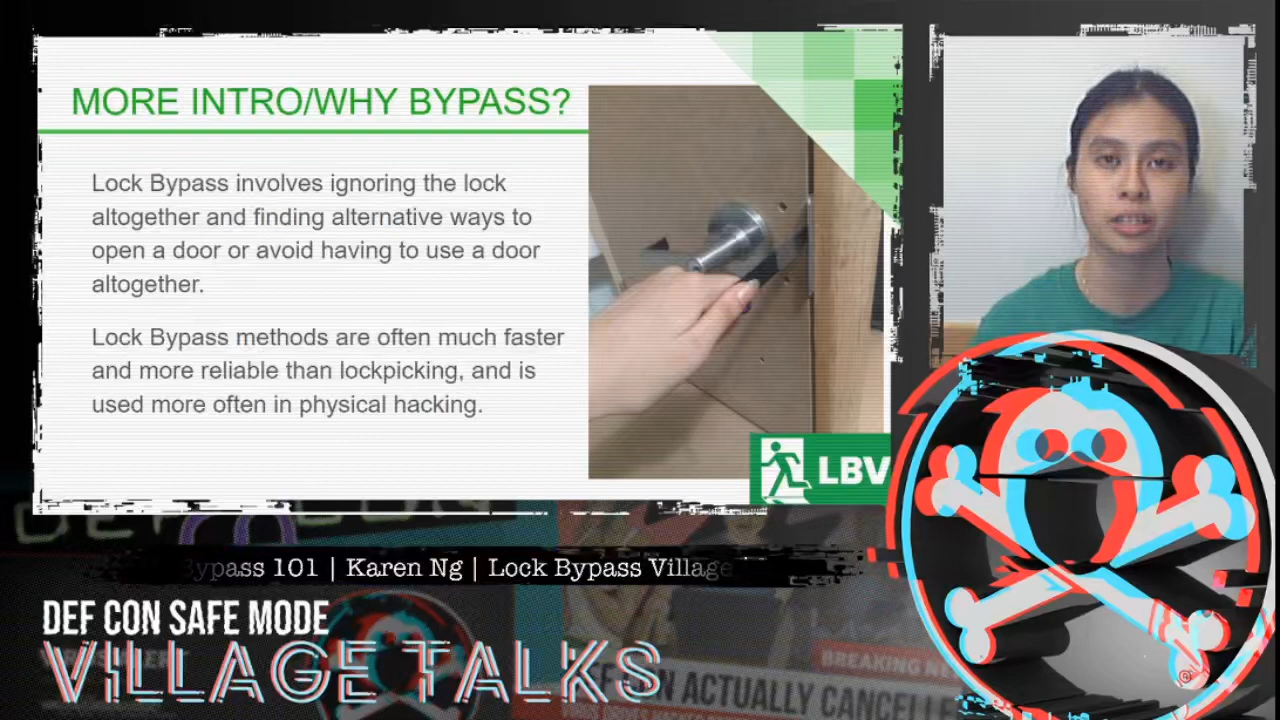 MORE INTRO/WHY BYPASS?
Lock Bypass involves ignoring the lock
altogether and finding alternative ways to
open a door or avoid having to use a door
altogether.
Lock Bypass methods are often much faster
and more reliable than lockpicking, and is
used more often in physical hacking.
LBV
ypass 101 | Karen Ng | Lock Bypass Village
DEF CON SAFE MODE
VILLAGE TALKS
BREAKING NE
DEF CON ACTUALLY CANCELLE